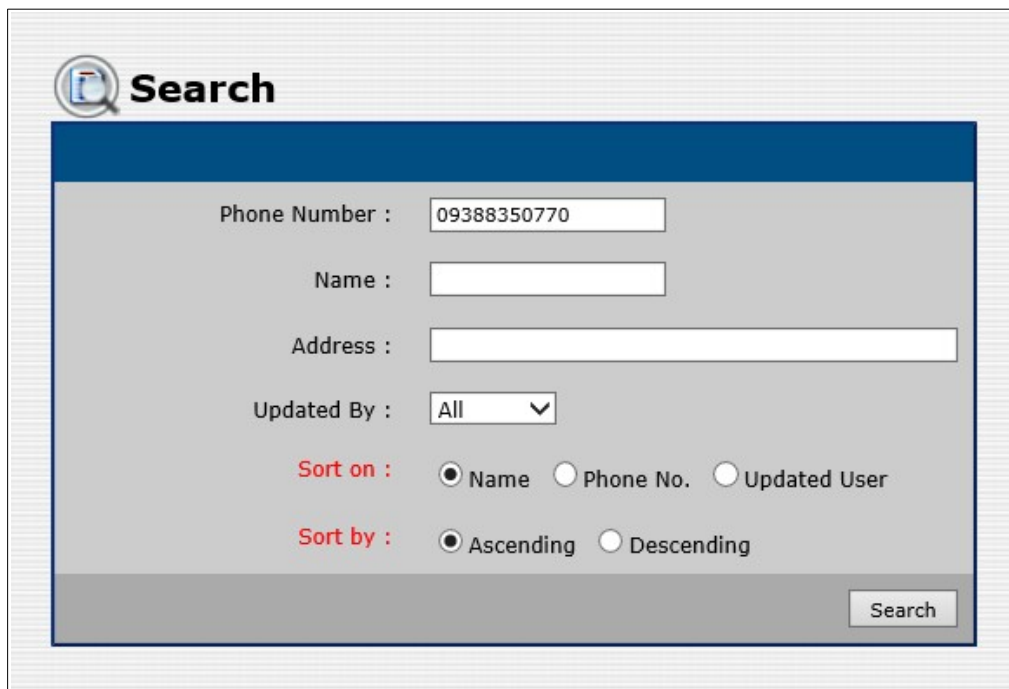 Search
Phone Number : 09388350770
Name :
Address :
Updated By : All
Sort on : Name Phone No. Updated User
Sort by : Ascending Descending
Search